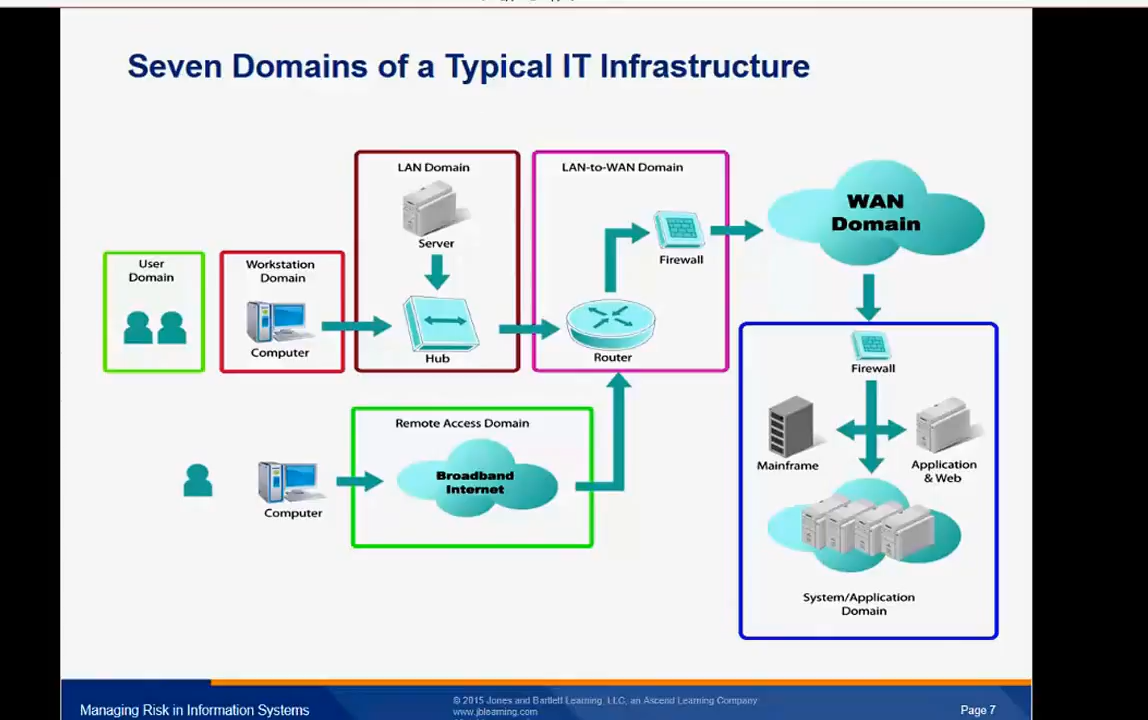 Seven Domains of a Typical IT Infrastructure
LAN Domain
LAN-to-WAN Domain
WAN
Domain
Server
Firewall
User
Domain
Workstation
Domain
Computer
Hub
Router
Firewall
Remote Access Domain
Broadband
Internet
Computer
Mainframe
Application
& Web
System/Application
Domain
Managing Risk in Information Systems
© 2015 Jones and Bartlett Learning, LLC, an Ascend Learning Company
www.jblearning.com
Page 7